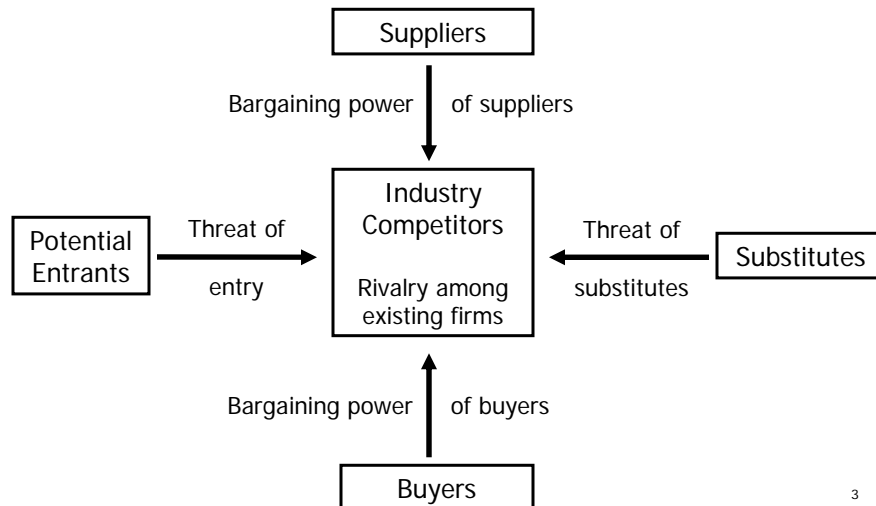 Suppliers
Bargaining power of suppliers
Industry
Competitors
Rivalry among
existing firms
Potential
Entrants
Threat of
entry
Threat of
substitutes
Substitutes
Bargaining power of buyers
Buyers
3